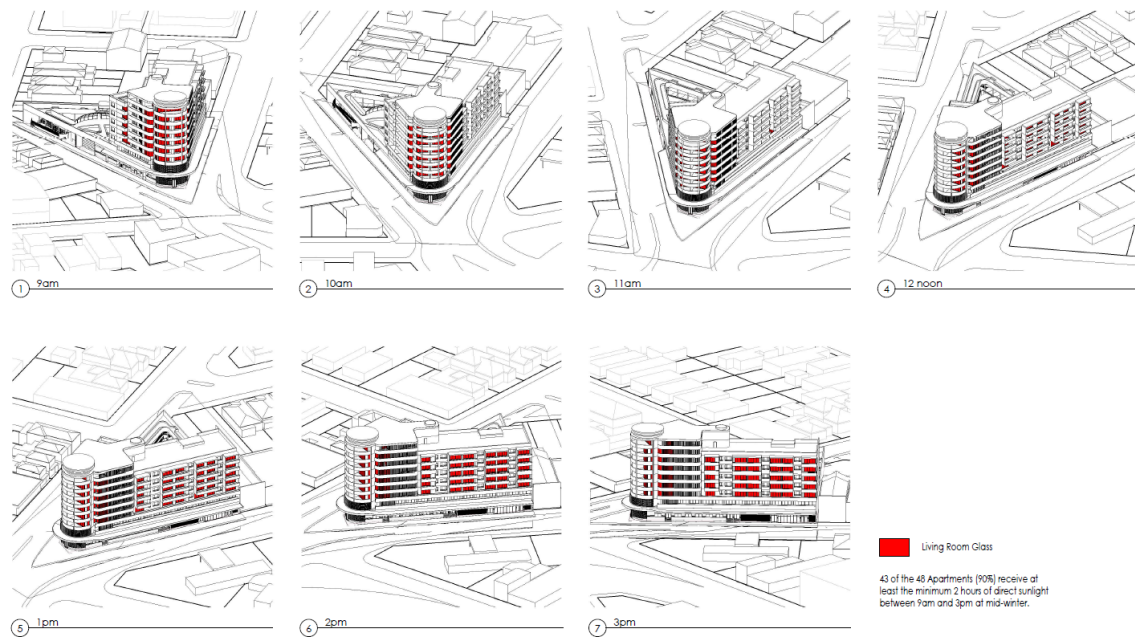 1 9am
2 10am
3 11am
4 12 noon
5 1pm
6 2pm
7 3pm
Living Room Glass
43 of the 48 Apartments (90%) receive at
least the minimum 2 hours of direct sunlight
between 9am and 3pm at mid-winter.